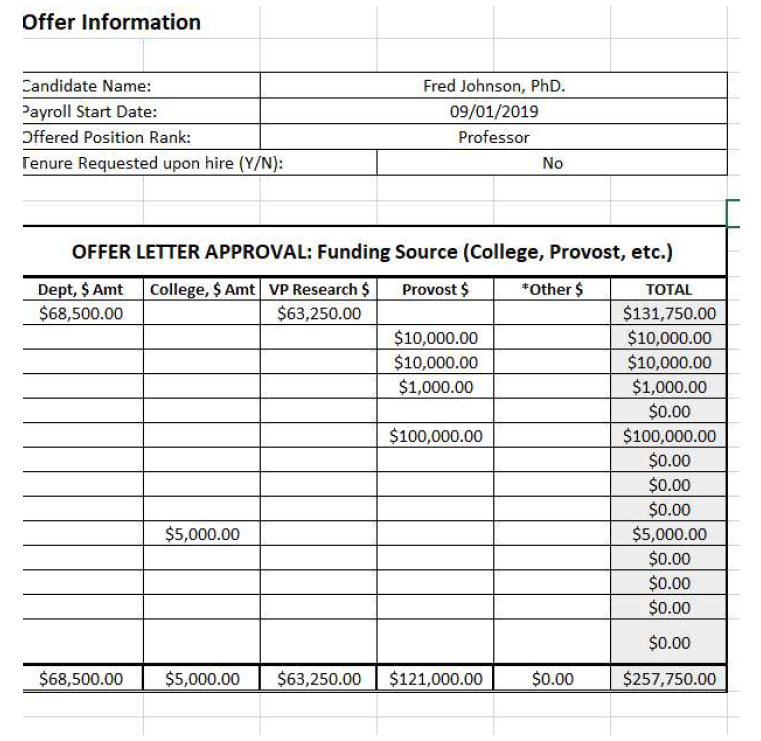 Offer Information
Candidate Name: Fred Johnson, PhD.
Payroll Start Date: 09/01/2019
Offered Position Rank: Professor
Tenure Requested upon hire (Y/N): No
OFFER LETTER APPROVAL: Funding Source (College, Provost, etc.)
Dept, $ Amt College, $ Amt VP Research $ Provost $ *Other $ TOTAL
$68,500.00 $63,250.00 $131,750.00
$10,000.00 $10,000.00
$10,000.00 $10,000.00
$1,000.00 $1,000.00
$0.00
$100,000.00 $100,000.00
$0.00
$0.00
$0.00
$5,000.00 $5,000.00
$0.00
$0.00
$0.00
$0.00
$68,500.00 $5,000.00 $63,250.00 $121,000.00 $0.00 $257,750.00